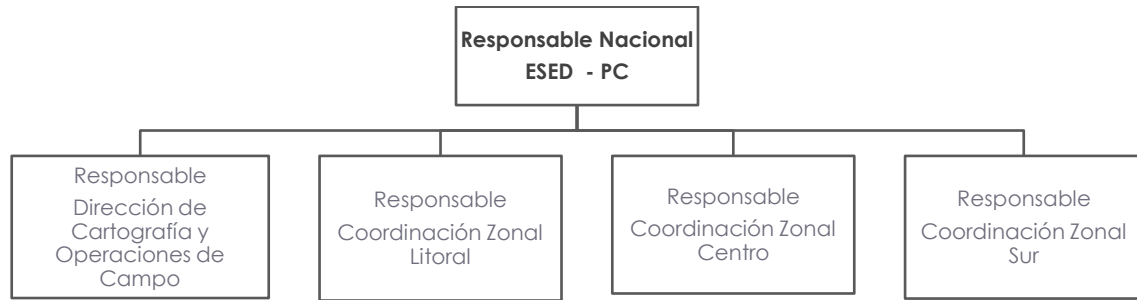 Responsable Nacional
ESED - PC
Responsable
Dirección de
Cartografía y
Operaciones de
Campo
Responsable
Coordinación Zonal
Litoral
Responsable
Coordinación Zonal
Centro
Responsable
Coordinación Zonal
Sur